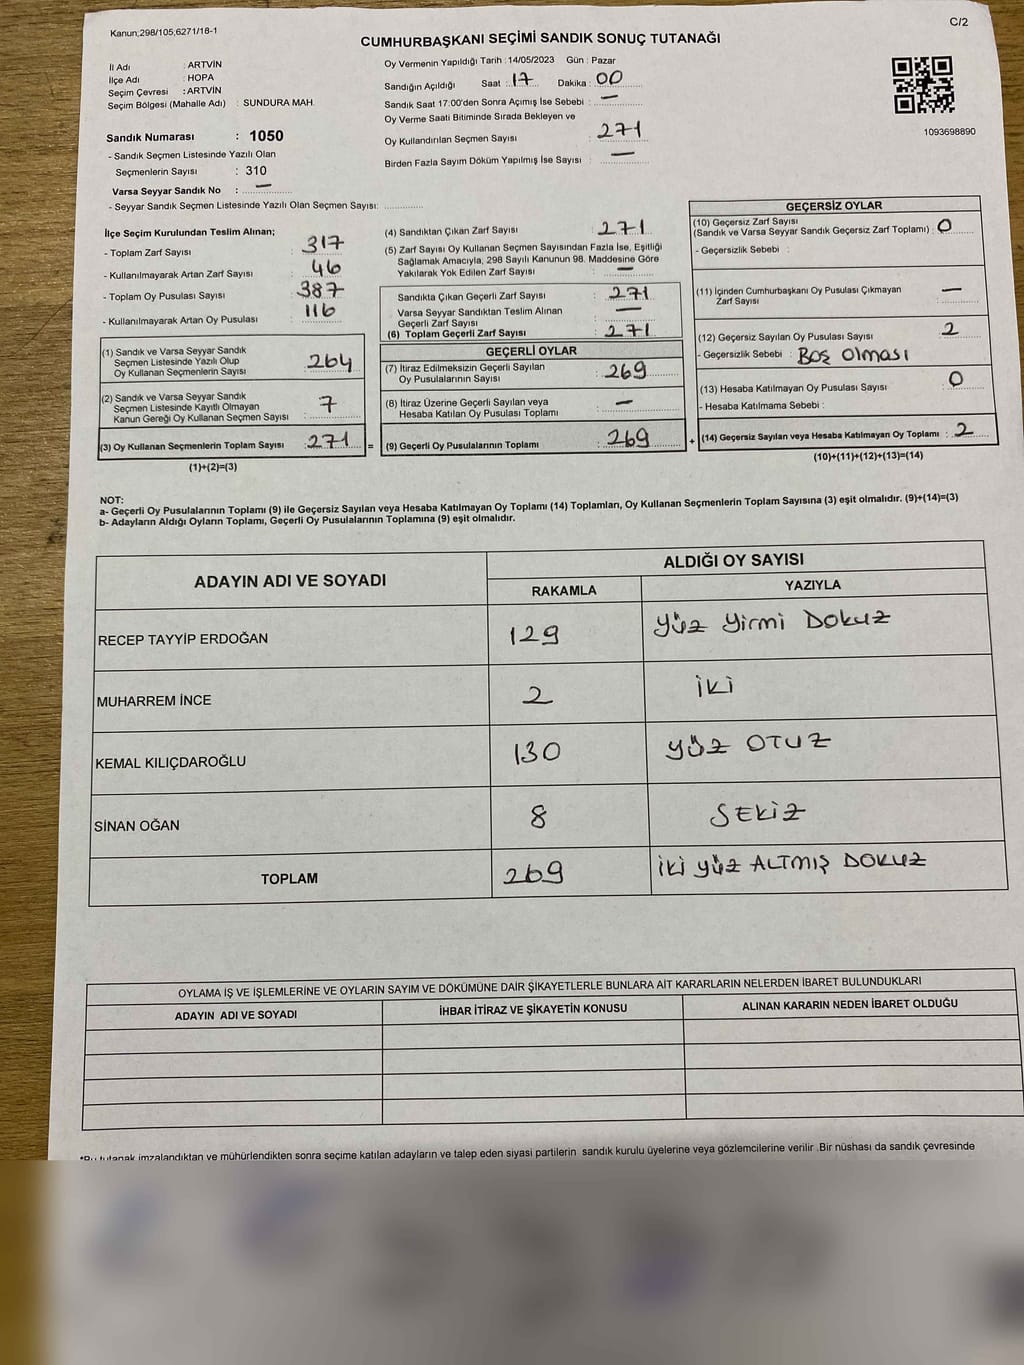 Kanun;298/105,6271/18-1
C/2
CUMHURBAŞKANI SEÇİMİ SANDIK SONUÇ TUTANAĞI
İl Adı : ARTVİN
İlçe Adı : HOPA
Seçim Çevresi : ARTVİN
Seçim Bölgesi (Mahalle Adı) : SUNDURA MAH.
Sandık Numarası : 1050
- Sandık Seçmen Listesinde Yazılı Olan
Seçmenlerin Sayısı : 310
Varsa Seyyar Sandık No : —
- Seyyar Sandık Seçmen Listesinde Yazılı Olan Seçmen Sayısı:
Oy Vermenin Yapıldığı Tarih : 14/05/2023 Gün : Pazar
Sandığın Açıldığı Saat : 17 Dakika : 00
Sandık Saat 17:00'den Sonra Açımış İse Sebebi : —
Oy Verme Saati Bitiminde Sırada Bekleyen ve
Oy Kullandırılan Seçmen Sayısı : 271
Birden Fazla Sayım Döküm Yapılmış İse Sayısı : —
1093698890
İlçe Seçim Kurulundan Teslim Alınan;
- Toplam Zarf Sayısı : 317
- Kullanılmayarak Artan Zarf Sayısı : 46
- Toplam Oy Pusulası Sayısı : 387
- Kullanılmayarak Artan Oy Pusulası : 116
(1) Sandık ve Varsa Seyyar Sandık
Seçmen Listesinde Yazılı Olup
Oy Kullanan Seçmenlerin Sayısı : 264
(2) Sandık ve Varsa Seyyar Sandık
Seçmen Listesinde Kayıtlı Olmayan
Kanun Gereği Oy Kullanan Seçmen Sayısı : 7
(3) Oy Kullanan Seçmenlerin Toplam Sayısı : 271 =
(1)+(2)=(3)
(4) Sandıktan Çıkan Zarf Sayısı : 271
(5) Zarf Sayısı Oy Kullanan Seçmen Sayısından Fazla İse, Eşitliği
Sağlamak Amacıyla, 298 Sayılı Kanunun 98. Maddesine Göre
Yakılarak Yok Edilen Zarf Sayısı : —
Sandıkta Çıkan Geçerli Zarf Sayısı : 271
Varsa Seyyar Sandıktan Teslim Alınan
Geçerli Zarf Sayısı : —
(6) Toplam Geçerli Zarf Sayısı : 271
GEÇERLİ OYLAR
(7) İtiraz Edilmeksizin Geçerli Sayılan
Oy Pusulalarının Sayısı : 269
(8) İtiraz Üzerine Geçerli Sayılan veya
Hesaba Katılan Oy Pusulası Toplamı : —
(9) Geçerli Oy Pusulalarının Toplamı : 269 +
GEÇERSİZ OYLAR
(10) Geçersiz Zarf Sayısı
(Sandık ve Varsa Seyyar Sandık Geçersiz Zarf Toplamı) : 0
- Geçersizlik Sebebi :
(11) İçinden Cumhurbaşkanı Oy Pusulası Çıkmayan
Zarf Sayısı : —
(12) Geçersiz Sayılan Oy Pusulası Sayısı : 2
- Geçersizlik Sebebi : Boş olması
(13) Hesaba Katılmayan Oy Pusulası Sayısı : 0
- Hesaba Katılmama Sebebi :
(14) Geçersiz Sayılan veya Hesaba Katılmayan Oy Toplamı : 2
(10)+(11)+(12)+(13)=(14)
NOT:
a- Geçerli Oy Pusulalarının Toplamı (9) ile Geçersiz Sayılan veya Hesaba Katılmayan Oy Toplamı (14) Toplamları, Oy Kullanan Seçmenlerin Toplam Sayısına (3) eşit olmalıdır. (9)+(14)=(3)
b- Adayların Aldığı Oyların Toplamı, Geçerli Oy Pusulalarının Toplamına (9) eşit olmalıdır.
ADAYIN ADI VE SOYADI
ALDIĞI OY SAYISI
RAKAMLA YAZIYLA
RECEP TAYYİP ERDOĞAN 129 Yüz Yirmi Dokuz
MUHARREM İNCE 2 İKİ
KEMAL KILIÇDAROĞLU 130 YÜZ OTUZ
SİNAN OĞAN 8 SEKİZ
TOPLAM 269 İKİ YÜZ ALTMIŞ DOKUZ
OYLAMA İŞ VE İŞLEMLERİNE VE OYLARIN SAYIM VE DÖKÜMÜNE DAİR ŞİKAYETLERLE BUNLARA AİT KARARLARIN NELERDEN İBARET BULUNDUKLARI
ADAYIN ADI VE SOYADI İHBAR İTİRAZ VE ŞİKAYETİN KONUSU ALINAN KARARIN NEDEN İBARET OLDUĞU
*Bu tutanak imzalandıktan ve mühürlendikten sonra seçime katılan adayların ve talep eden siyasi partilerin sandık kurulu üyelerine veya gözlemcilerine verilir .Bir nüshası da sandık çevresinde